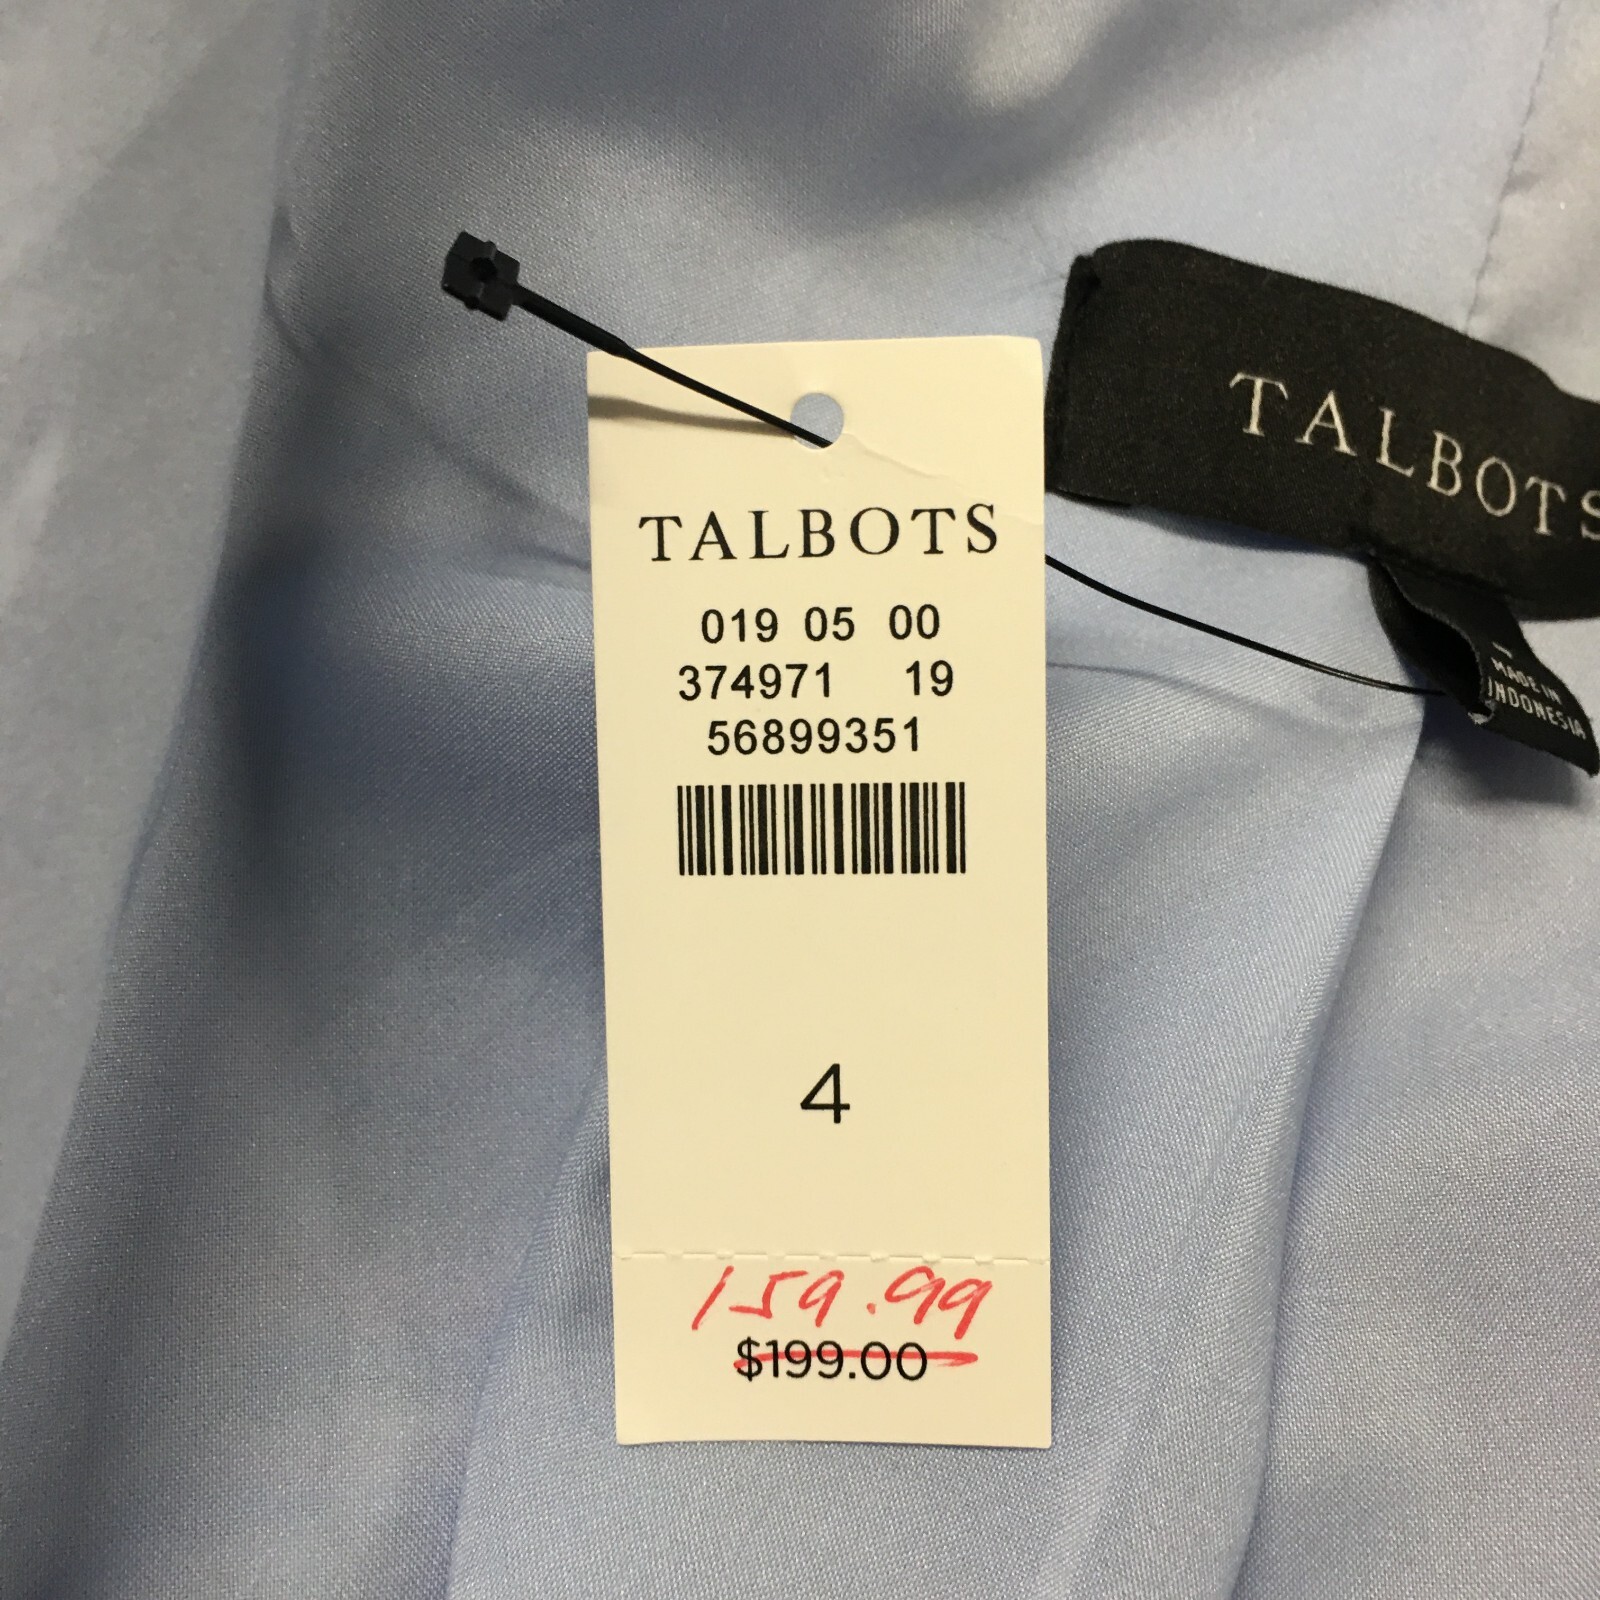 TALBOTS
019 05 00
374971 19
56899351
4
159.99
$199.00
TALBOTS
MADE IN
INDONESIA